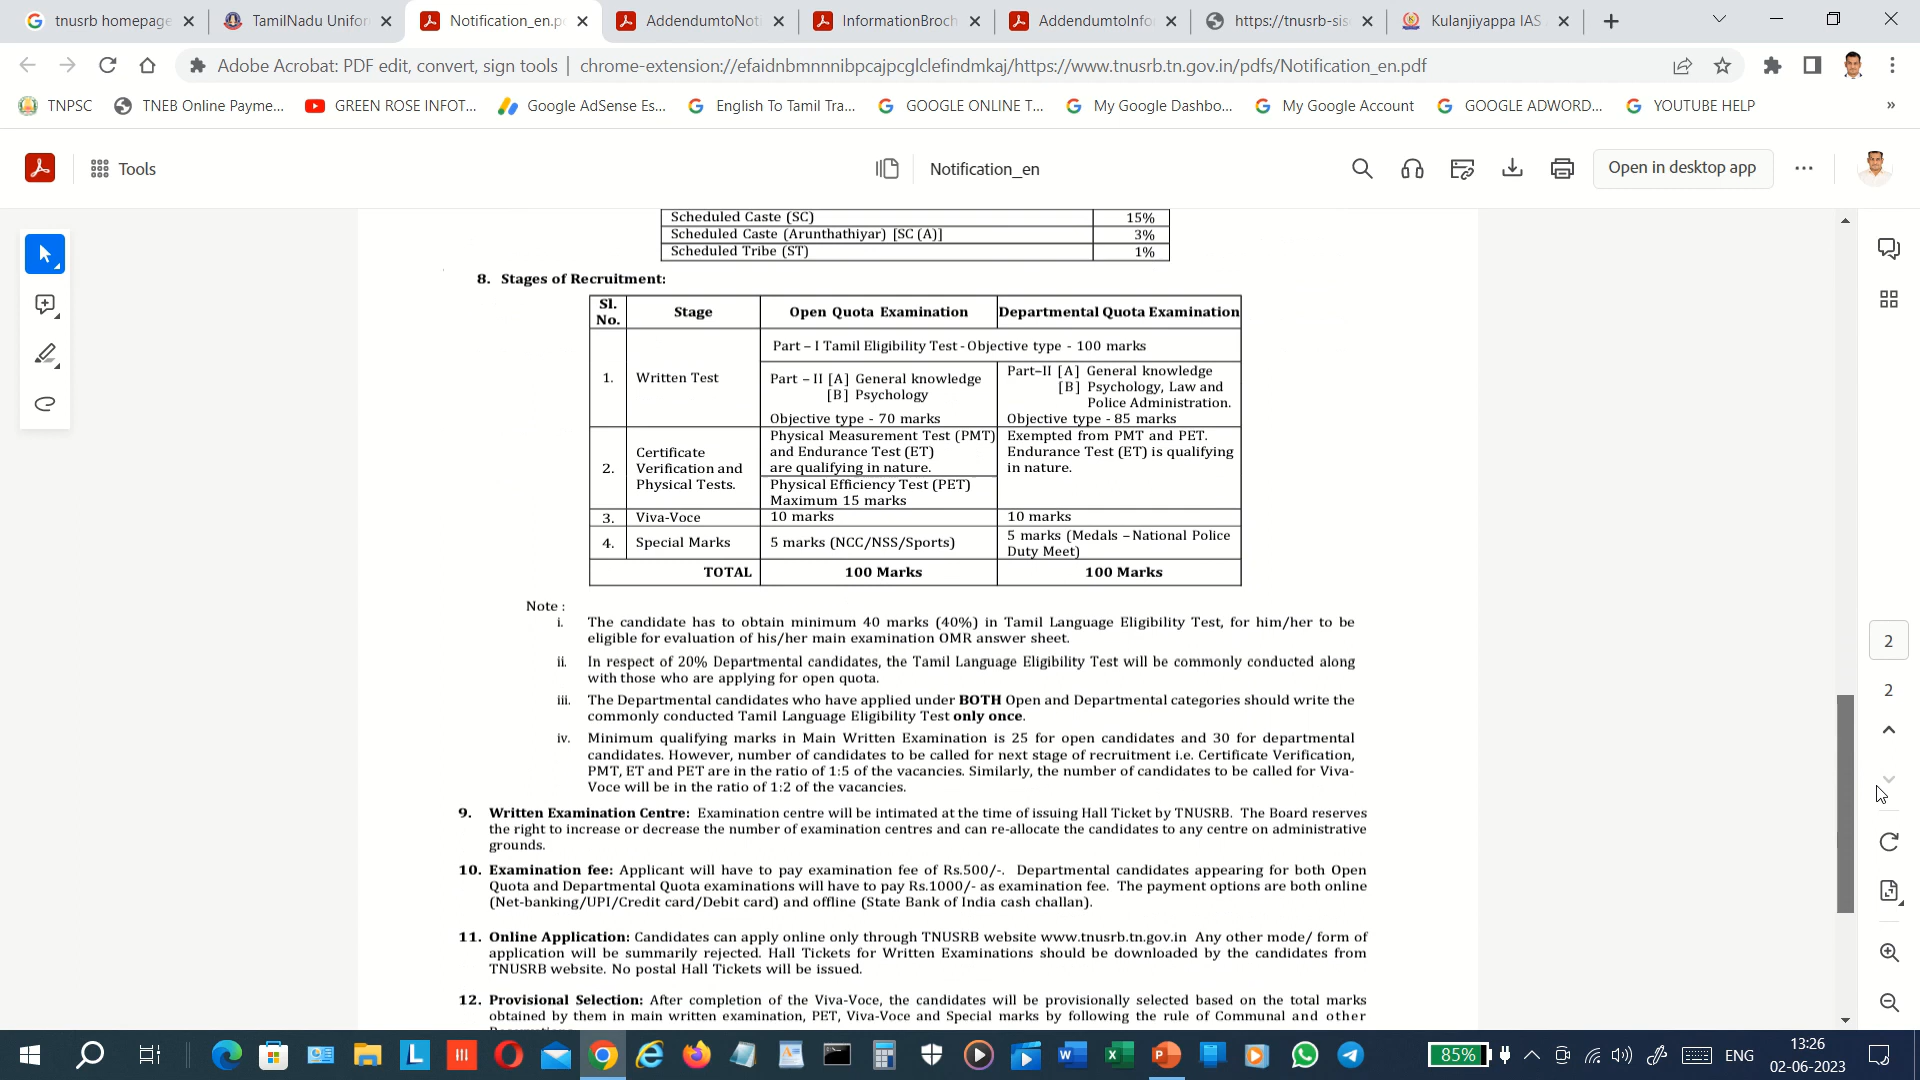 tnusrb homepage
TamilNadu Unifor
Notification_en.p
AddendumtoNoti
InformationBroch
AddendumtoInfo
https://tnusrb-sis
Kulanjiyappa IAS
Adobe Acrobat: PDF edit, convert, sign tools | chrome-extension://efaidnbmnnnibpcajpcglclefindmkaj/https://www.tnusrb.tn.gov.in/pdfs/Notification_en.pdf
TNPSC
TNEB Online Payme...
GREEN ROSE INFOT...
Google AdSense Es...
English To Tamil Tra...
GOOGLE ONLINE T...
My Google Dashbo...
My Google Account
GOOGLE ADWORD...
YOUTUBE HELP
»
Tools
Notification_en
Open in desktop app
Scheduled Caste (SC) 15%
Scheduled Caste (Arunthathiyar) [SC (A)] 3%
Scheduled Tribe (ST) 1%
8. Stages of Recruitment:
Sl. No. Stage Open Quota Examination Departmental Quota Examination
Part – I Tamil Eligibility Test - Objective type - 100 marks
1. Written Test
Part – II [A] General knowledge
[B] Psychology
Objective type - 70 marks
Part–II [A] General knowledge
[B] Psychology, Law and
Police Administration.
Objective type - 85 marks
2. Certificate
Verification and
Physical Tests.
Physical Measurement Test (PMT)
and Endurance Test (ET)
are qualifying in nature.
Physical Efficiency Test (PET)
Maximum 15 marks
Exempted from PMT and PET.
Endurance Test (ET) is qualifying
in nature.
3. Viva-Voce 10 marks 10 marks
4. Special Marks 5 marks (NCC/NSS/Sports)
5 marks (Medals – National Police
Duty Meet)
TOTAL 100 Marks 100 Marks
Note :
i. The candidate has to obtain minimum 40 marks (40%) in Tamil Language Eligibility Test, for him/her to be
eligible for evaluation of his/her main examination OMR answer sheet.
ii. In respect of 20% Departmental candidates, the Tamil Language Eligibility Test will be commonly conducted along
with those who are applying for open quota.
iii. The Departmental candidates who have applied under BOTH Open and Departmental categories should write the
commonly conducted Tamil Language Eligibility Test only once.
iv. Minimum qualifying marks in Main Written Examination is 25 for open candidates and 30 for departmental
candidates. However, number of candidates to be called for next stage of recruitment i.e. Certificate Verification,
PMT, ET and PET are in the ratio of 1:5 of the vacancies. Similarly, the number of candidates to be called for Viva-
Voce will be in the ratio of 1:2 of the vacancies.
9. Written Examination Centre: Examination centre will be intimated at the time of issuing Hall Ticket by TNUSRB. The Board reserves
the right to increase or decrease the number of examination centres and can re-allocate the candidates to any centre on administrative
grounds.
10. Examination fee: Applicant will have to pay examination fee of Rs.500/-. Departmental candidates appearing for both Open
Quota and Departmental Quota examinations will have to pay Rs.1000/- as examination fee. The payment options are both online
(Net-banking/UPI/Credit card/Debit card) and offline (State Bank of India cash challan).
11. Online Application: Candidates can apply online only through TNUSRB website www.tnusrb.tn.gov.in Any other mode/ form of
application will be summarily rejected. Hall Tickets for Written Examinations should be downloaded by the candidates from
TNUSRB website. No postal Hall Tickets will be issued.
12. Provisional Selection: After completion of the Viva-Voce, the candidates will be provisionally selected based on the total marks
obtained by them in main written examination, PET, Viva-Voce and Special marks by following the rule of Communal and other
2
2
85%
ENG
13:26
02-06-2023